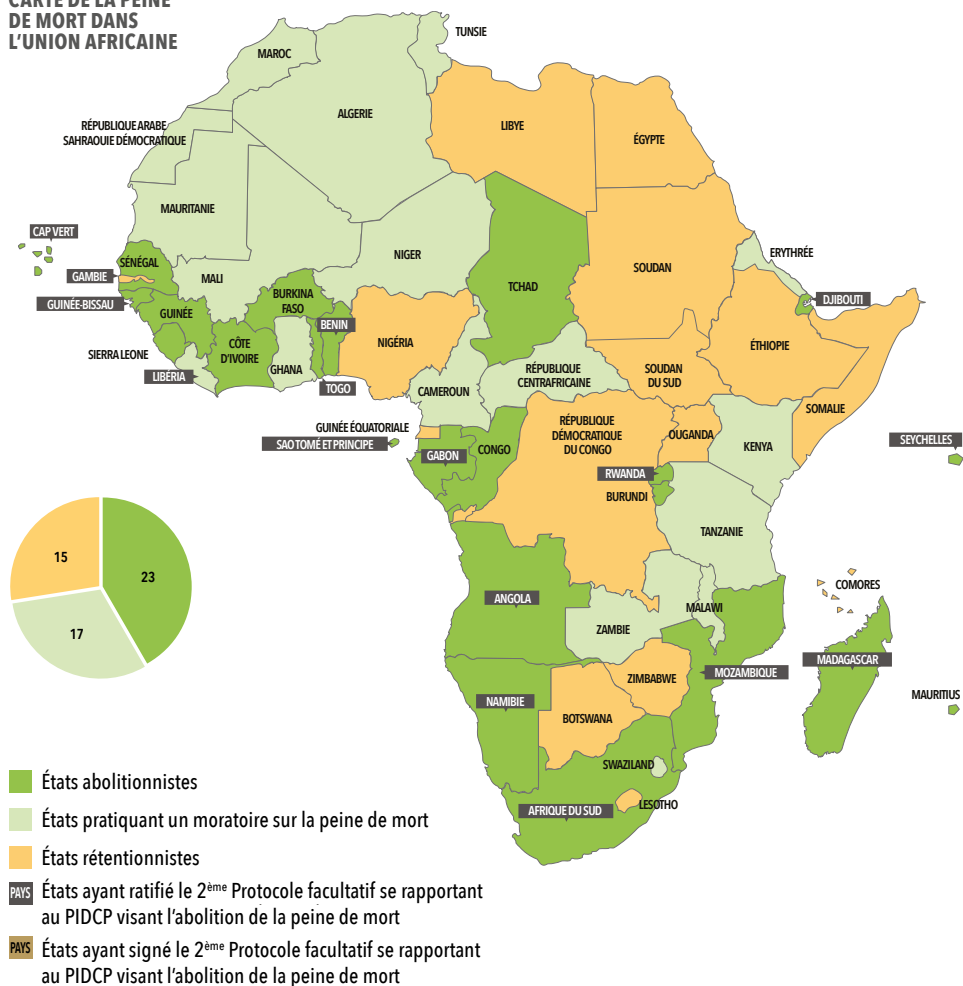 CARTE DE LA PEINE
DE MORT DANS
L'UNION AFRICAINE
TUNSIE
MAROC
ALGERIE
LIBYE
ÉGYPTE
RÉPUBLIQUE ARABE
SAHRAOUIE DÉMOCRATIQUE
MAURITANIE
CAP VERT
SÉNÉGAL
MALI
NIGER
TCHAD
SOUDAN
ERYTHRÉE
GAMBIE
GUINÉE-BISSAU
GUINÉE
BURKINA
FASO
BENIN
NIGÉRIA
DJIBOUTI
ÉTHIOPIE
SIERRA LEONE
CÔTE
D'IVOIRE
GHANA
LIBÉRIA
TOGO
CAMEROUN
RÉPUBLIQUE
CENTRAFRICAINE
SOUDAN
DU SUD
SOMALIE
GUINÉE ÉQUATORIALE
SAO TOMÉ ET PRINCIPE
GABON
CONGO
RÉPUBLIQUE
DÉMOCRATIQUE
DU CONGO
OUGANDA
KENYA
SEYCHELLES
RWANDA
BURUNDI
TANZANIE
15
23
17
COMORES
ANGOLA
MALAWI
ZAMBIE
MADAGASCAR
MOZAMBIQUE
ZIMBABWE
MAURITIUS
NAMIBIE
BOTSWANA
SWAZILAND
LESOTHO
AFRIQUE DU SUD
États abolitionnistes
États pratiquant un moratoire sur la peine de mort
États rétentionnistes
PAYS États ayant ratifié le 2ème Protocole facultatif se rapportant
au PIDCP visant l'abolition de la peine de mort
PAYS États ayant signé le 2ème Protocole facultatif se rapportant
au PIDCP visant l'abolition de la peine de mort